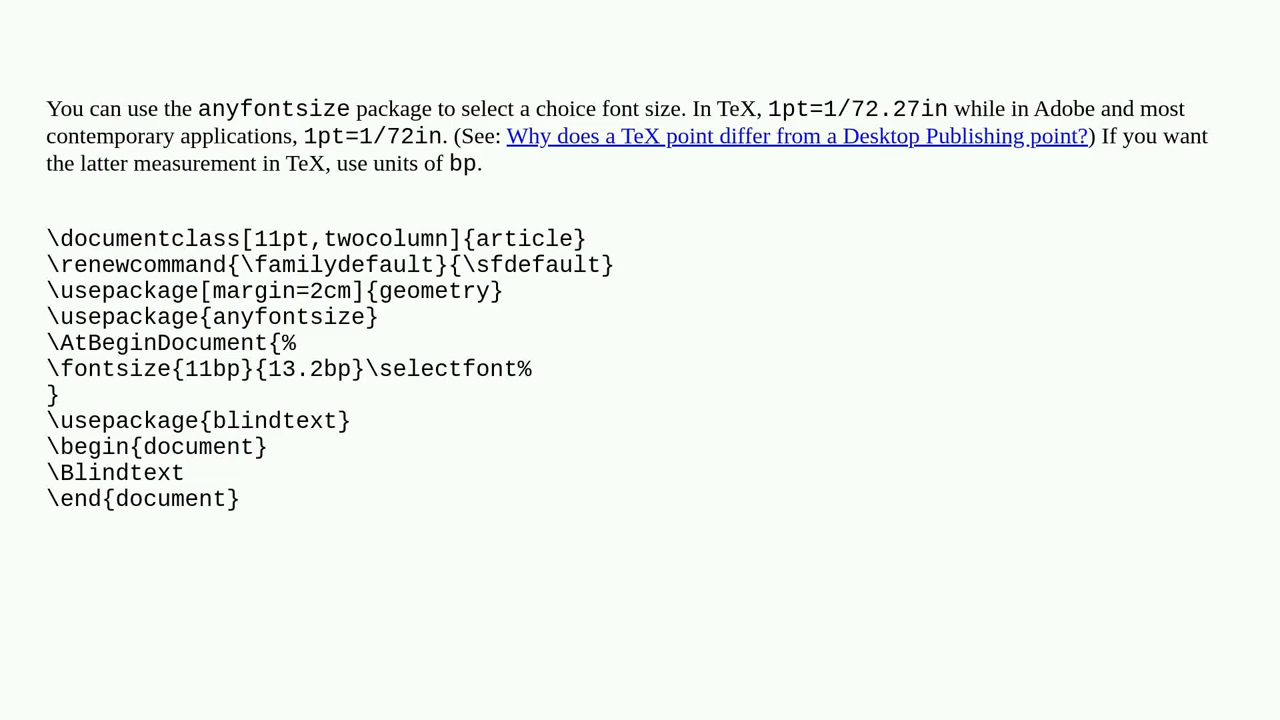 You can use the anyfontsize package to select a choice font size. In TeX, 1pt=1/72.27in while in Adobe and most
contemporary applications, 1pt=1/72in. (See: Why does a TeX point differ from a Desktop Publishing point?) If you want
the latter measurement in TeX, use units of bp.
\documentclass[11pt,twocolumn]{article}
\renewcommand{\familydefault}{\sfdefault}
\usepackage[margin=2cm]{geometry}
\usepackage{anyfontsize}
\AtBeginDocument{%
\fontsize{11bp}{13.2bp}\selectfont%
}
\usepackage{blindtext}
\begin{document}
\Blindtext
\end{document}